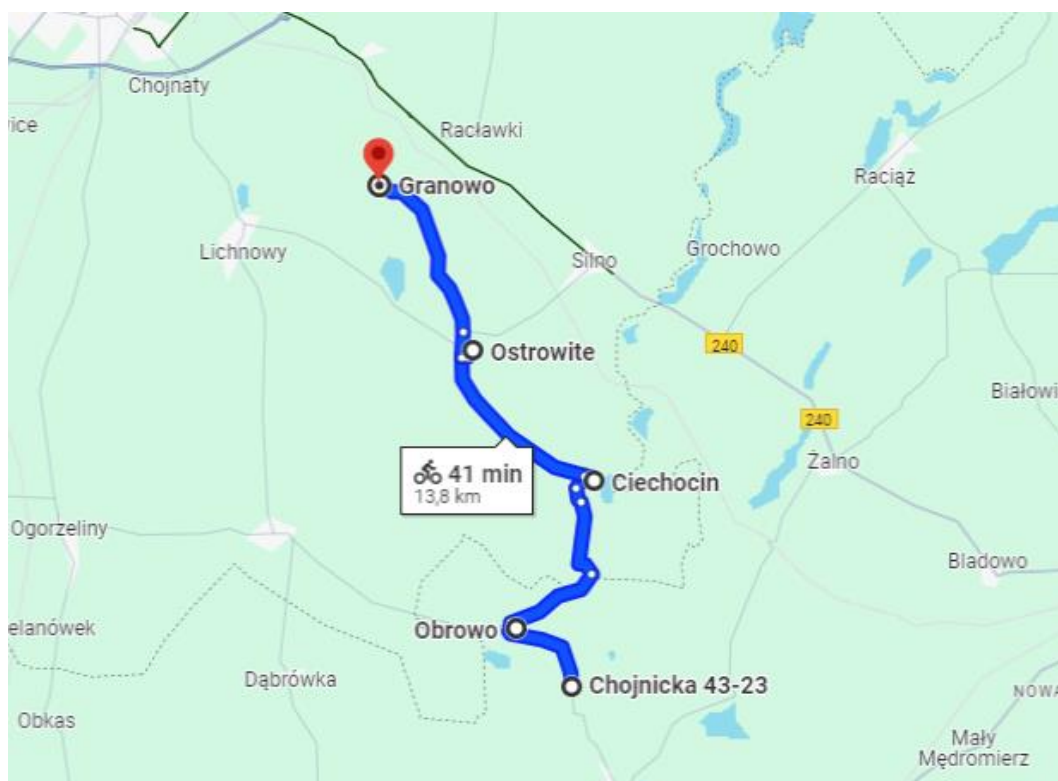 Chojnaty
ice
Racławki
Raciąż
Granowo
Lichnowy
Silno
Grochowo
240
Ostrowite
Białowi
240
41 min
13,8 km
Ciechocin
Żalno
Ogorzeliny
Bladowo
elanówek
Obrowo
Dąbrówka
Chojnicka 43-23
NOWA
Obkas
Mały
Mędromierz